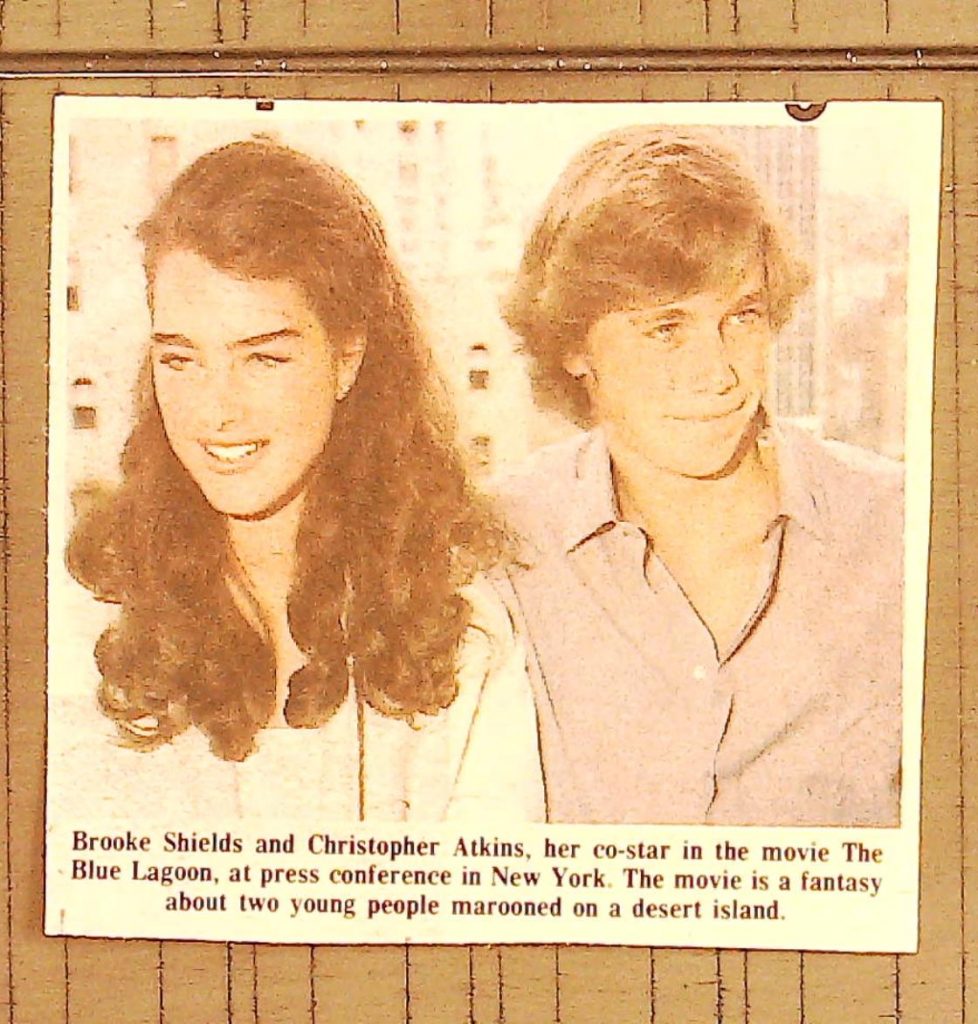 Brooke Shields and Christopher Atkins, her co-star in the movie The
Blue Lagoon, at press conference in New York. The movie is a fantasy
about two young people marooned on a desert island.